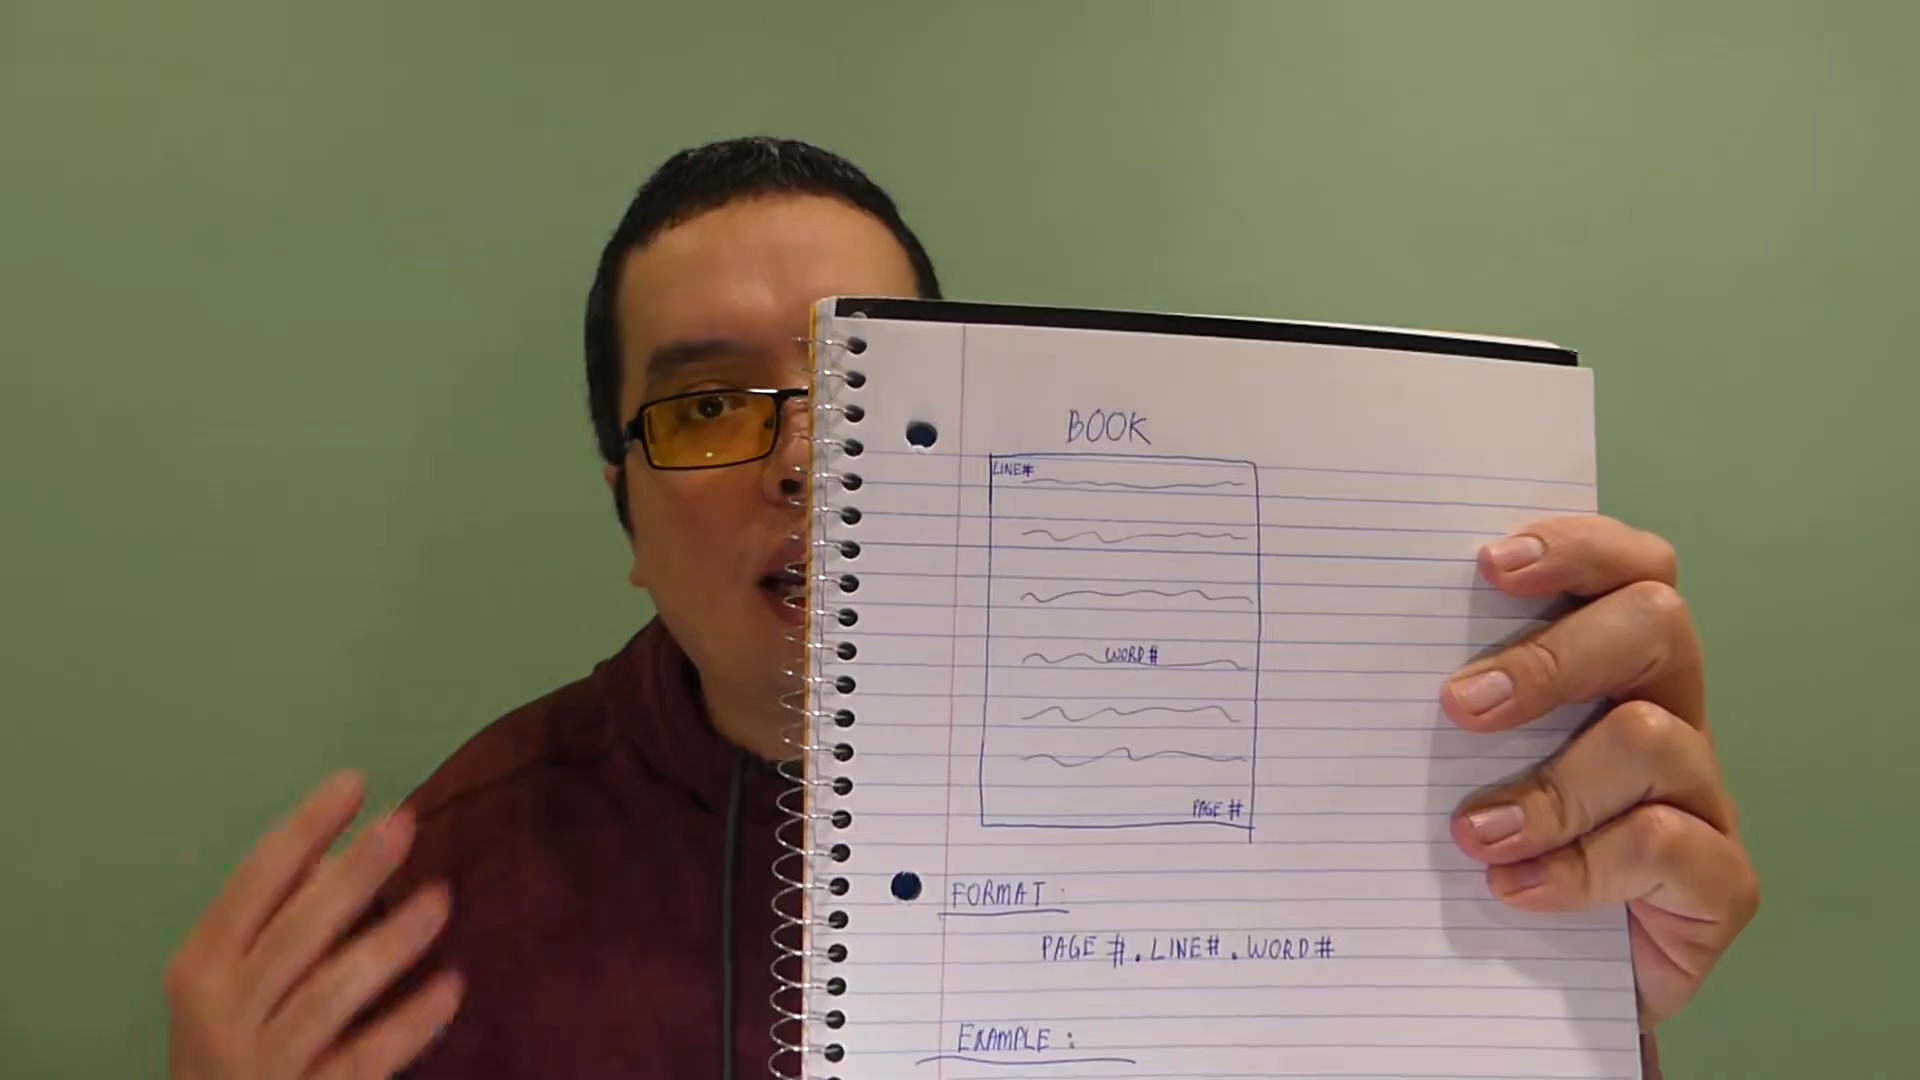 BOOK
LINE#
WORD#
PAGE #
FORMAT :
PAGE #. LINE#. WORD#
EXAMPLE :